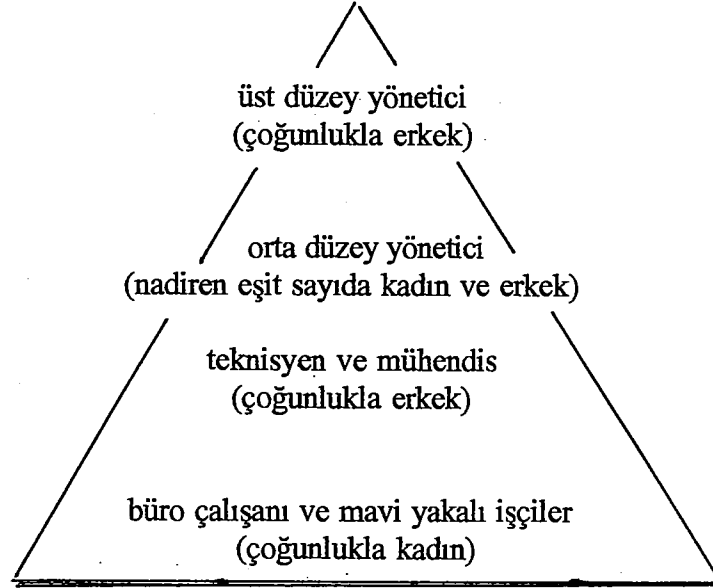 üst düzey yönetici
(çoğunlukla erkek)
orta düzey yönetici
(nadiren eşit sayıda kadın ve erkek)
teknisyen ve mühendis
(çoğunlukla erkek)
büro çalışanı ve mavi yakalı işçiler
(çoğunlukla kadın)